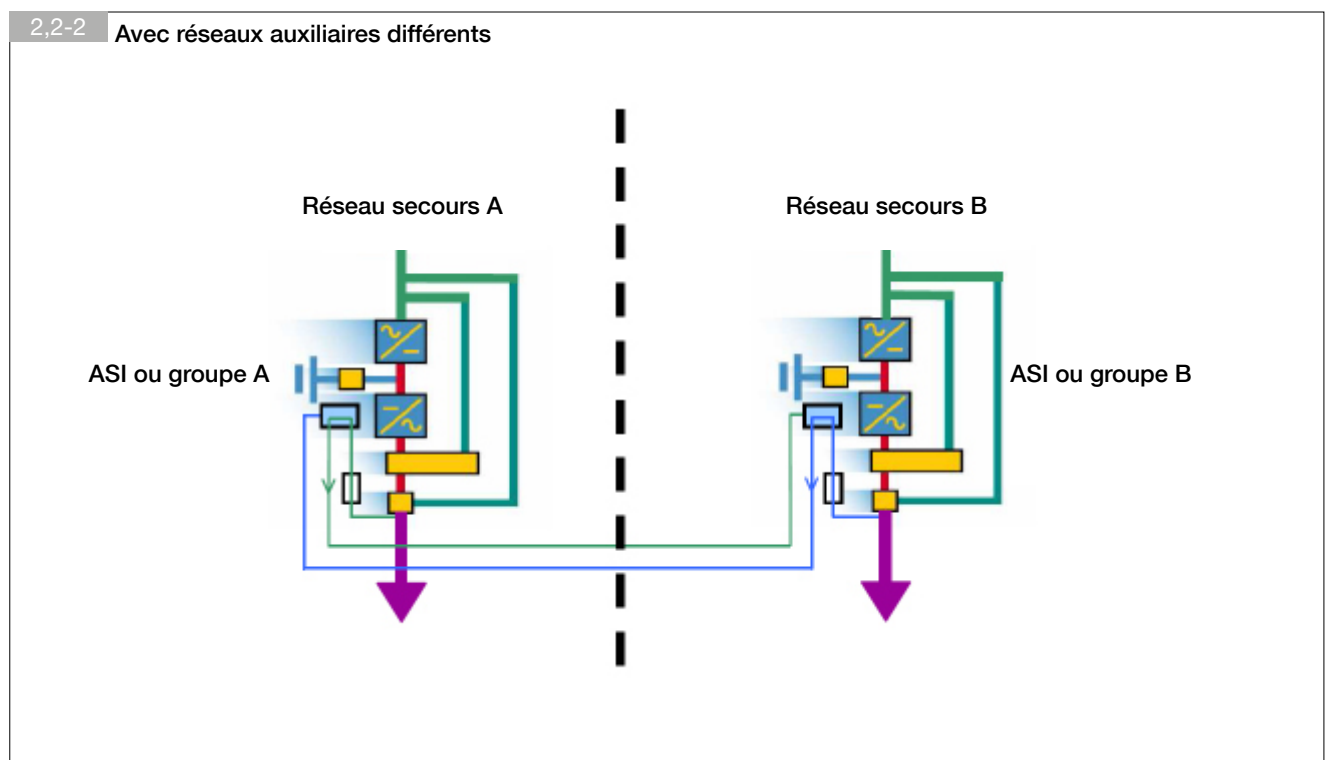 2,2-2 Avec réseaux auxiliaires différents
Réseau secours A
Réseau secours B
ASI ou groupe A
ASI ou groupe B